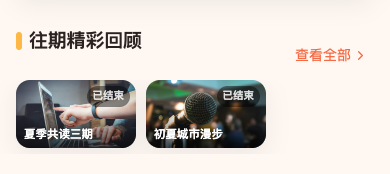 往期精彩回顾
查看全部
已结束
夏季共读三期
已结束
初夏城市漫步